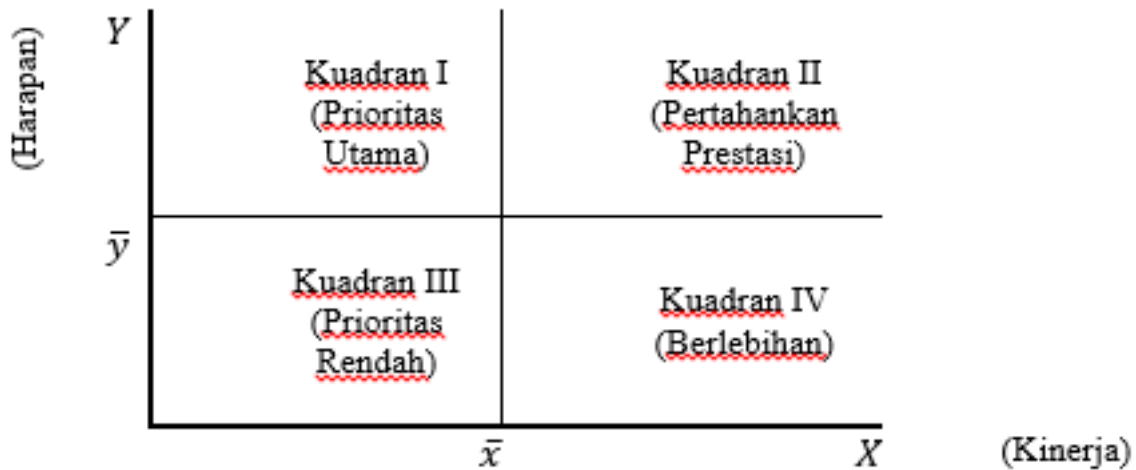 (Harapan)
Y
Kuadran I
(Prioritas
Utama)
Kuadran II
(Pertahankan
Prestasi)
ȳ
Kuadran III
(Prioritas
Rendah)
Kuadran IV
(Berlebihan)
x̄
X
(Kinerja)